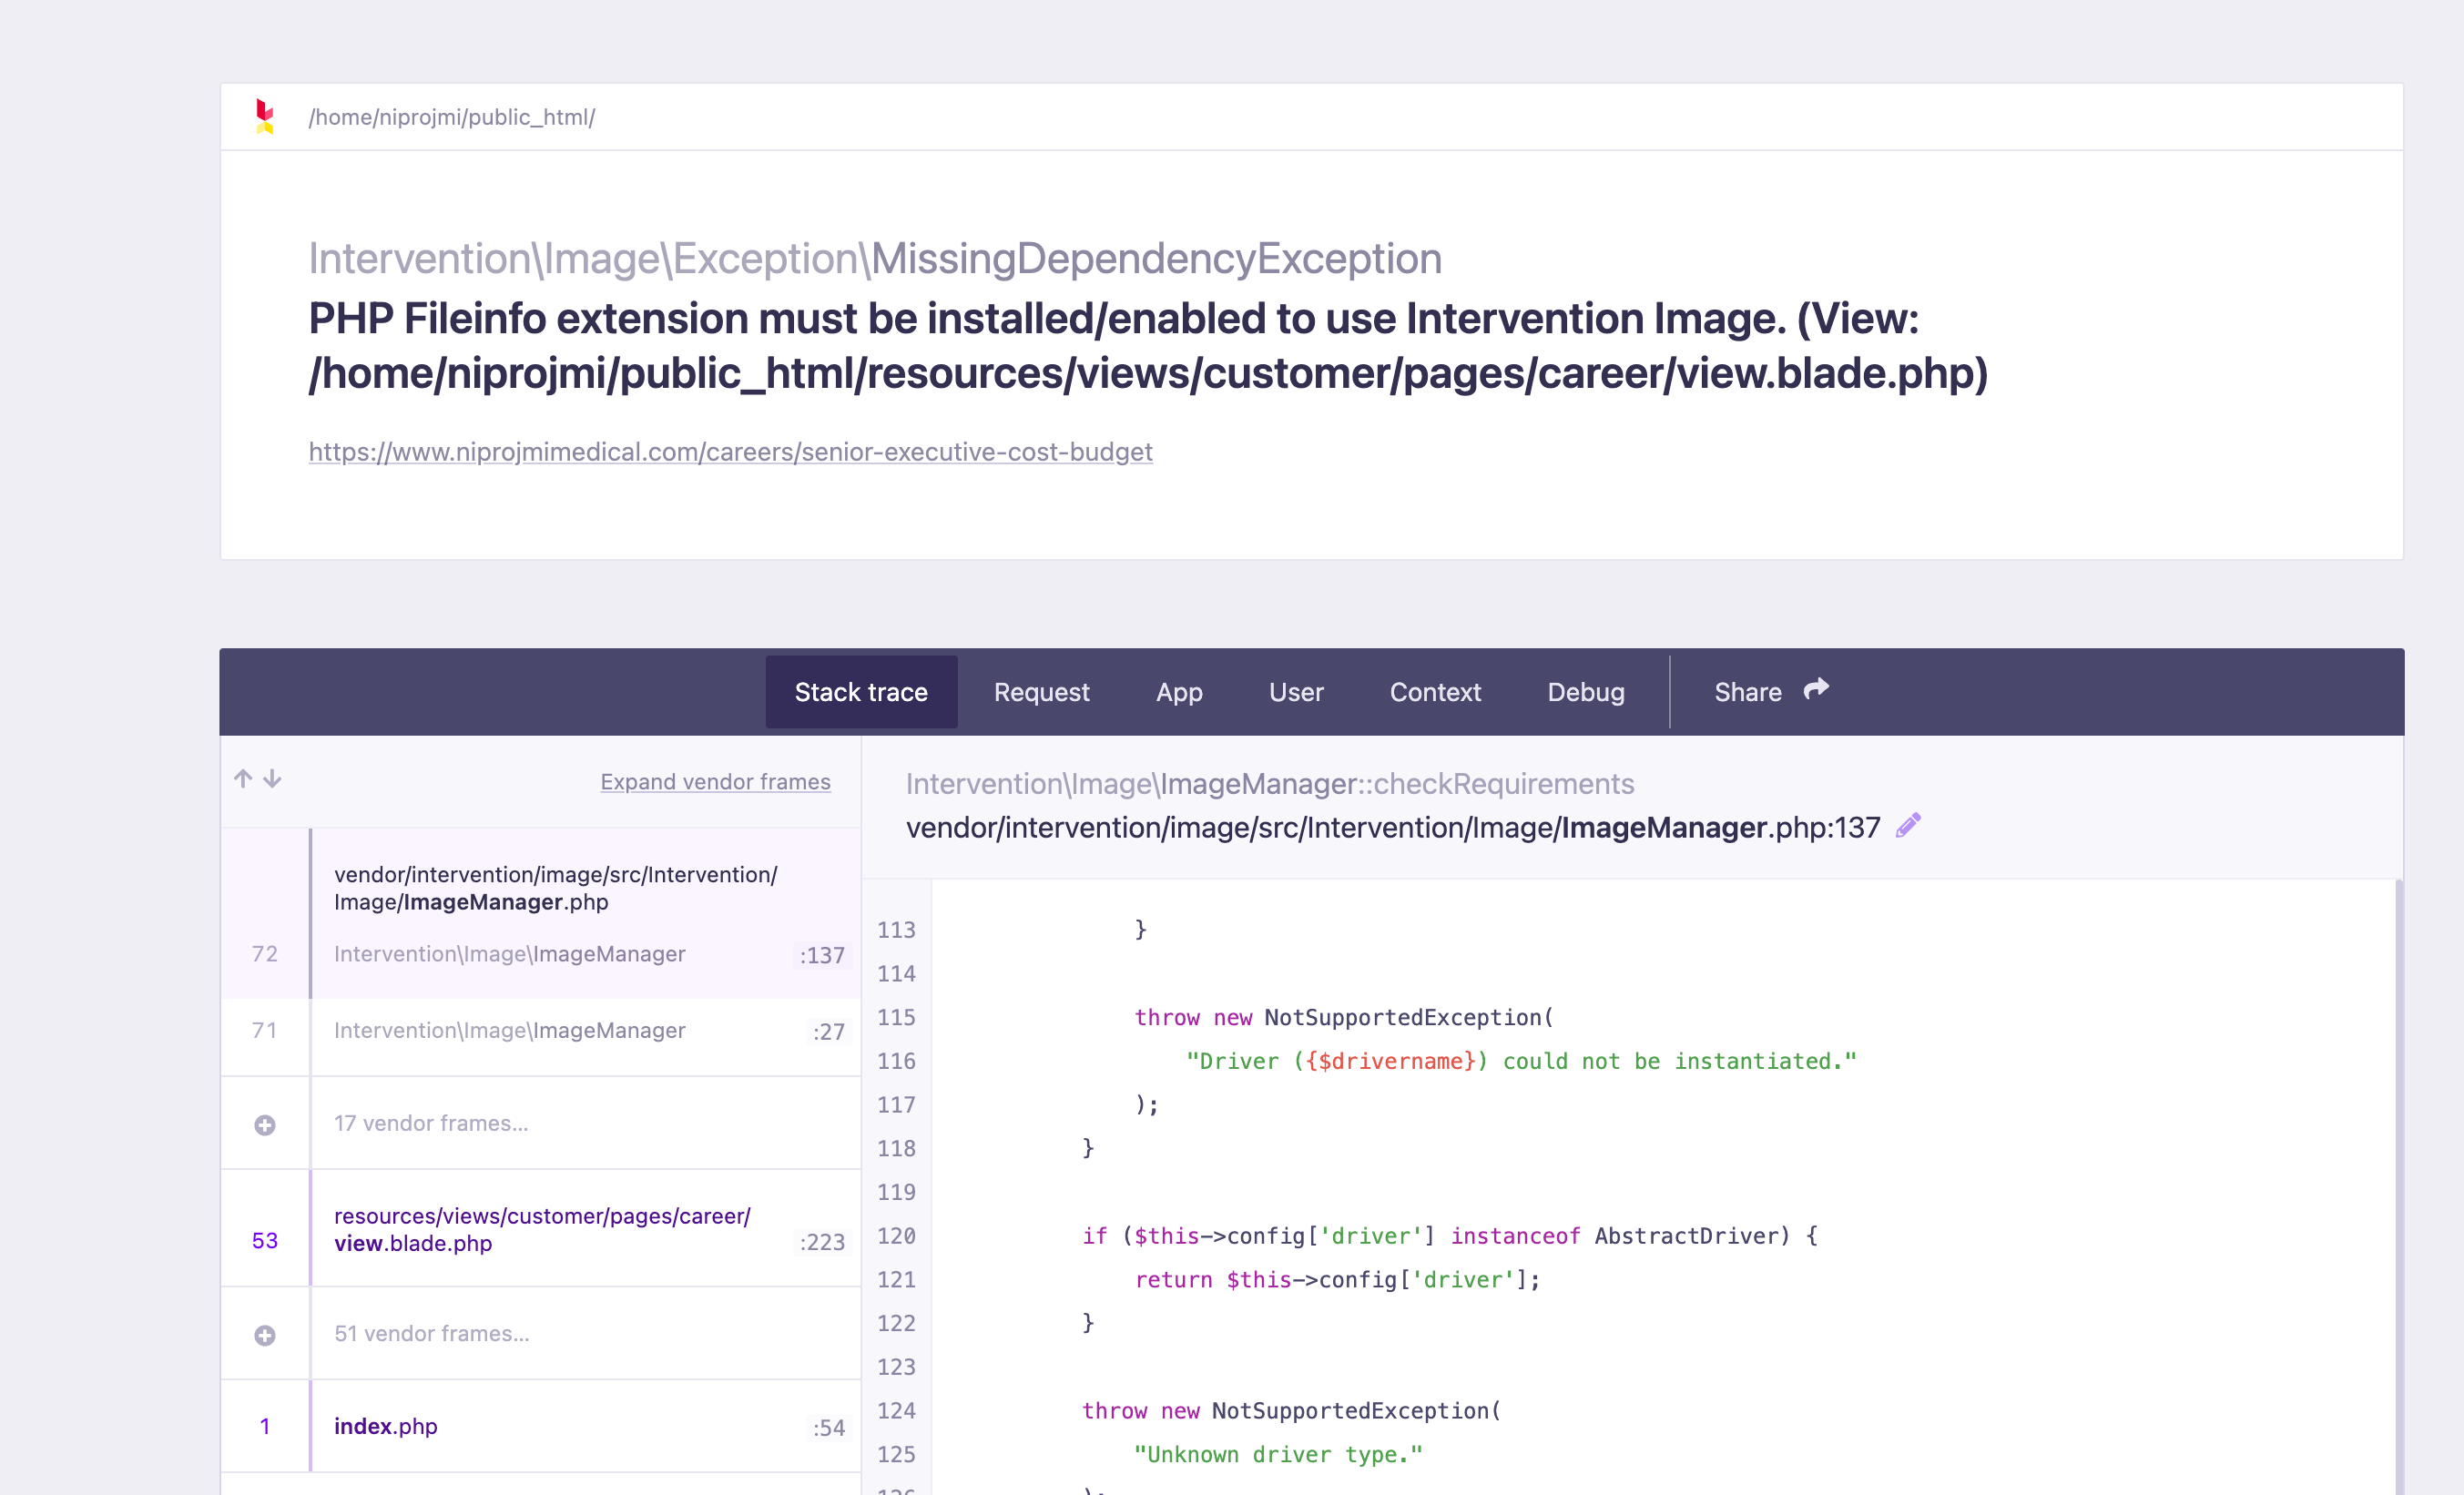 /home/niprojmi/public_html/
Intervention\Image\Exception\MissingDependencyException
PHP Fileinfo extension must be installed/enabled to use Intervention Image. (View:
/home/niprojmi/public_html/resources/views/customer/pages/career/view.blade.php)
https://www.niprojmimedical.com/careers/senior-executive-cost-budget
Stack trace Request App User Context Debug Share
Expand vendor frames
vendor/intervention/image/src/Intervention/
Image/ImageManager.php
72 Intervention\Image\ImageManager :137
71 Intervention\Image\ImageManager :27
17 vendor frames…
resources/views/customer/pages/career/
53 view.blade.php :223
51 vendor frames…
1 index.php :54
Intervention\Image\ImageManager::checkRequirements
vendor/intervention/image/src/Intervention/Image/ImageManager.php:137
113 }
114
115 throw new NotSupportedException(
116 "Driver ({$drivername}) could not be instantiated."
117 );
118 }
119
120 if ($this->config['driver'] instanceof AbstractDriver) {
121 return $this->config['driver'];
122 }
123
124 throw new NotSupportedException(
125 "Unknown driver type."